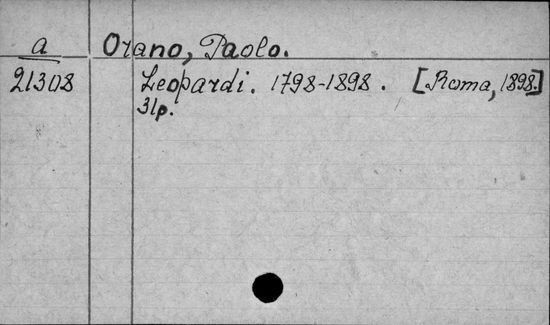 a Orano, Paolo.
21308 Leopardi. 1798-1898. [Roma, 1898.]
31p.